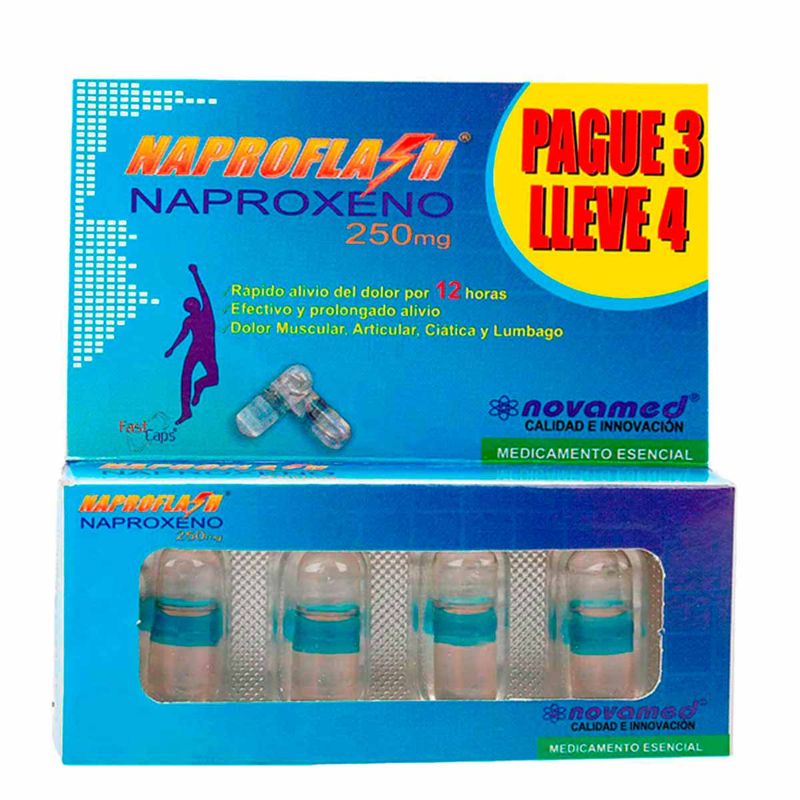 NAPROFLASH®
NAPROXENO
250mg
PAGUE 3
LLEVE 4
Rápido alivio del dolor por 12 horas
Efectivo y prolongado alivio
Dolor Muscular, Articular, Ciática y Lumbago
Fast
Caps®
novamed®
CALIDAD E INNOVACIÓN
MEDICAMENTO ESENCIAL
NAPROFLASH®
NAPROXENO
250mg
novamed®
CALIDAD E INNOVACIÓN
MEDICAMENTO ESENCIAL